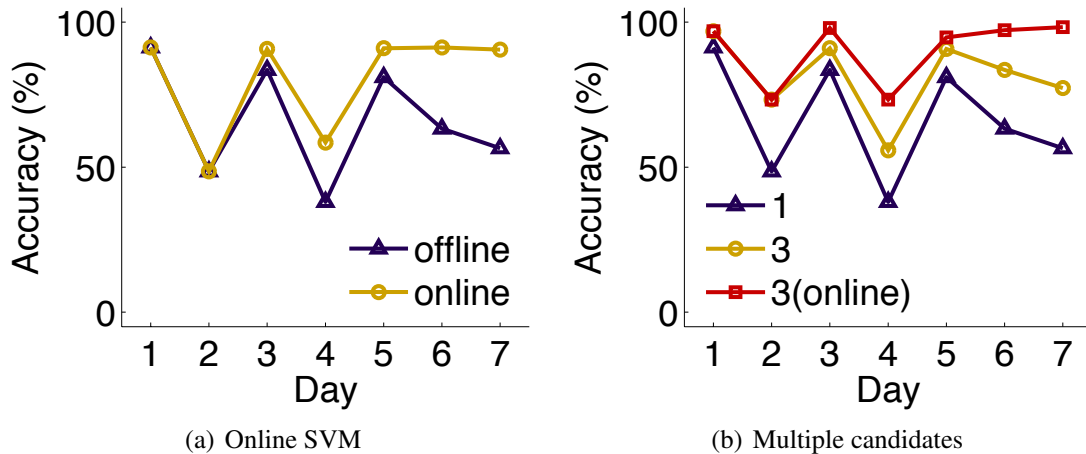 100
50
0
Accuracy (%)
offline
online
1 2 3 4 5 6 7
Day
(a) Online SVM
100
50
0
Accuracy (%)
1
3
3(online)
1 2 3 4 5 6 7
Day
(b) Multiple candidates